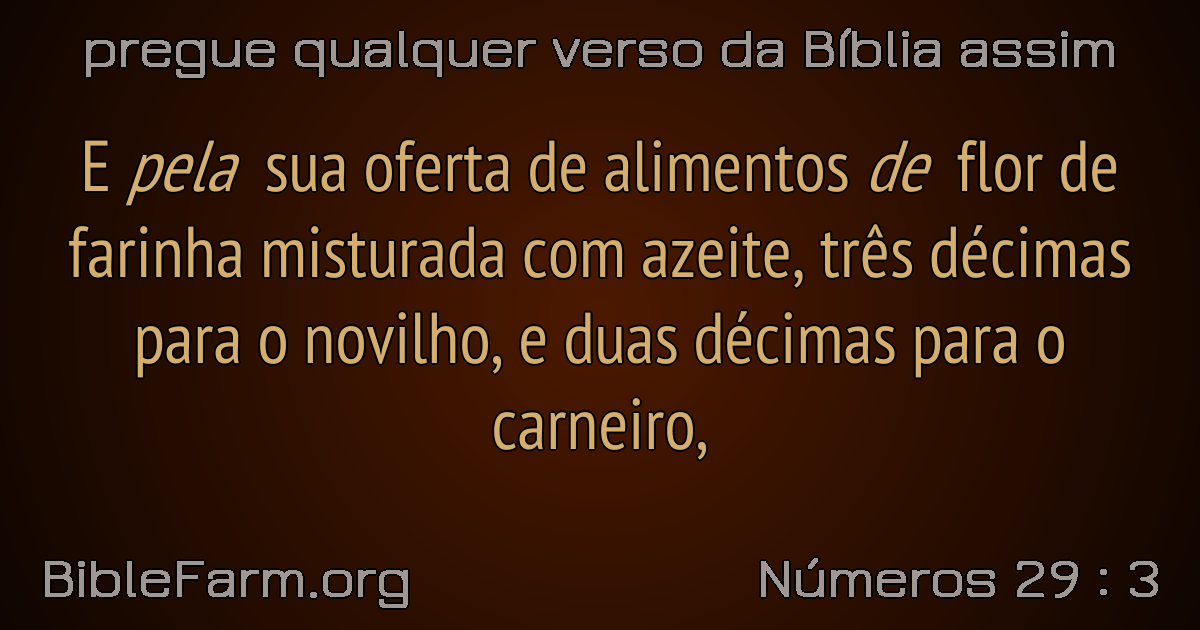 pregue qualquer verso da Bíblia assim
E pela sua oferta de alimentos de flor de
farinha misturada com azeite, três décimas
para o novilho, e duas décimas para o
carneiro,
BibleFarm.org
Números 29 : 3